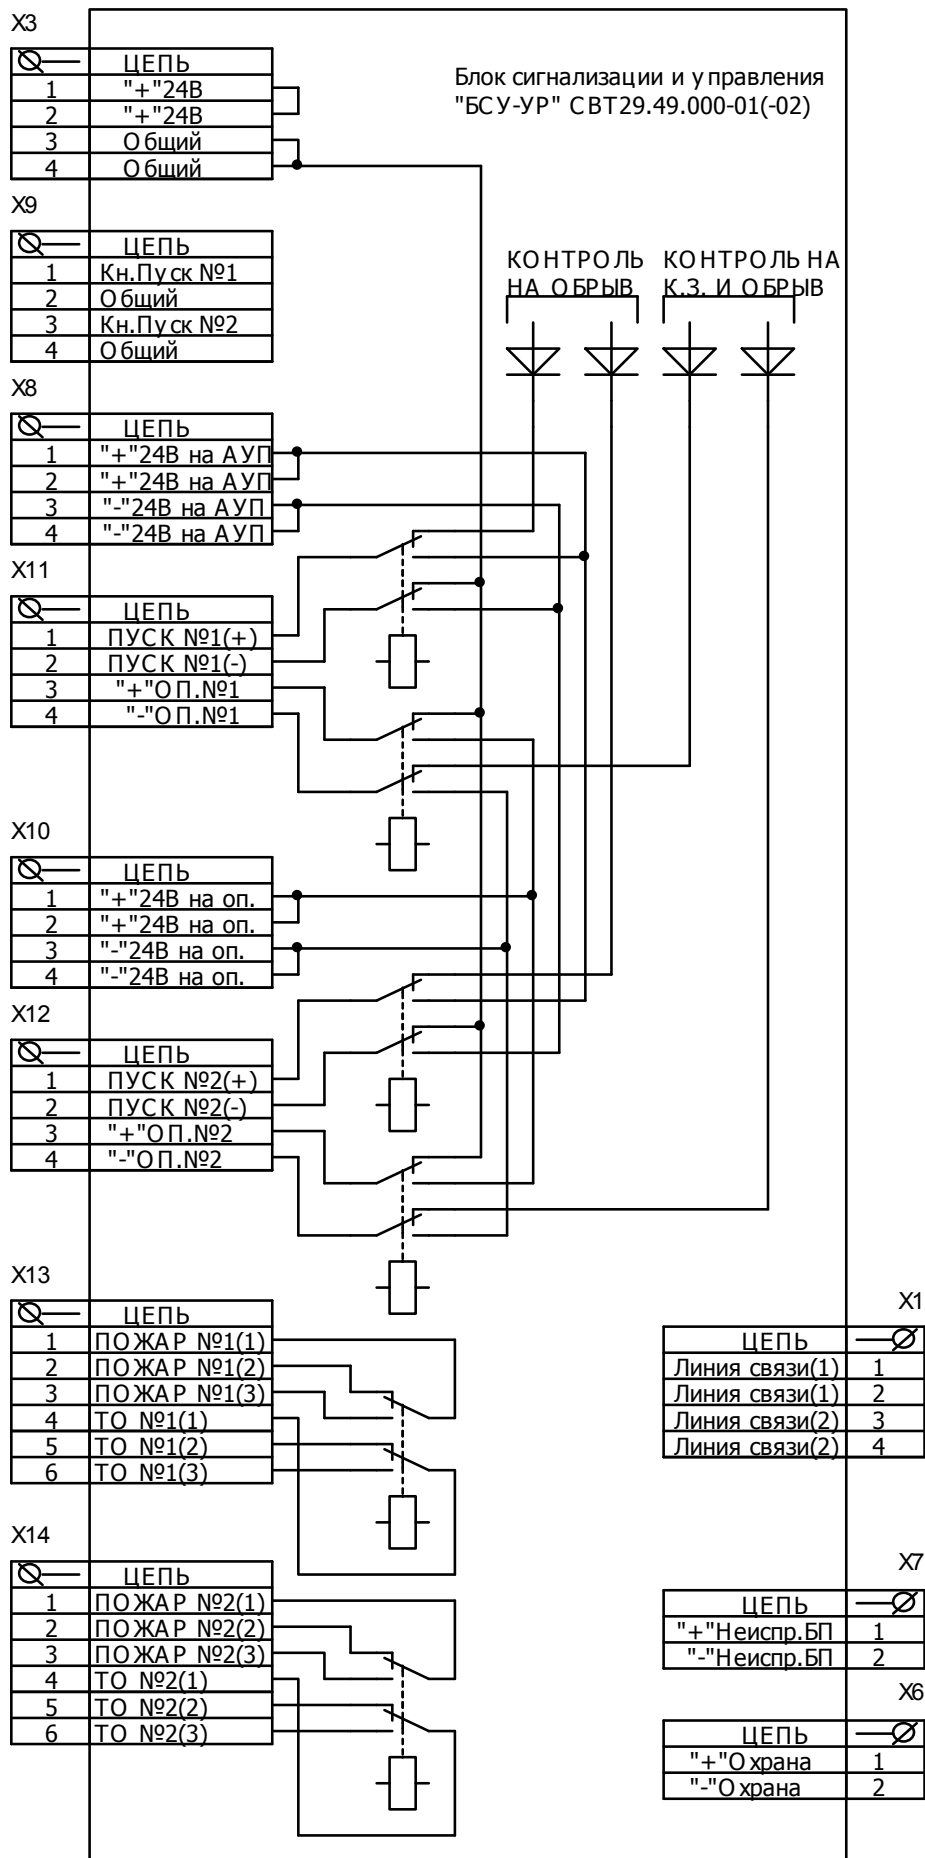 X3
ЦЕПЬ
1 "+"24В
2 "+"24В
3 Общий
4 Общий
Блок сигнализации и управления
"БСУ-УР" СВТ29.49.000-01(-02)
X9
ЦЕПЬ
1 Кн.Пуск №1
2 Общий
3 Кн.Пуск №2
4 Общий
КОНТРОЛЬ
НА ОБРЫВ
КОНТРОЛЬ НА
К.З. И ОБРЫВ
X8
ЦЕПЬ
1 "+"24В на АУП
2 "+"24В на АУП
3 "-"24В на АУП
4 "-"24В на АУП
X11
ЦЕПЬ
1 ПУСК №1(+)
2 ПУСК №1(-)
3 "+"ОП.№1
4 "-"ОП.№1
X10
ЦЕПЬ
1 "+"24В на оп.
2 "+"24В на оп.
3 "-"24В на оп.
4 "-"24В на оп.
X12
ЦЕПЬ
1 ПУСК №2(+)
2 ПУСК №2(-)
3 "+"ОП.№2
4 "-"ОП.№2
X13
ЦЕПЬ
1 ПОЖАР №1(1)
2 ПОЖАР №1(2)
3 ПОЖАР №1(3)
4 ТО №1(1)
5 ТО №1(2)
6 ТО №1(3)
X1
ЦЕПЬ
Линия связи(1) 1
Линия связи(1) 2
Линия связи(2) 3
Линия связи(2) 4
X14
ЦЕПЬ
1 ПОЖАР №2(1)
2 ПОЖАР №2(2)
3 ПОЖАР №2(3)
4 ТО №2(1)
5 ТО №2(2)
6 ТО №2(3)
X7
ЦЕПЬ
"+"Неиспр.БП 1
"-"Неиспр.БП 2
X6
ЦЕПЬ
"+"Охрана 1
"-"Охрана 2